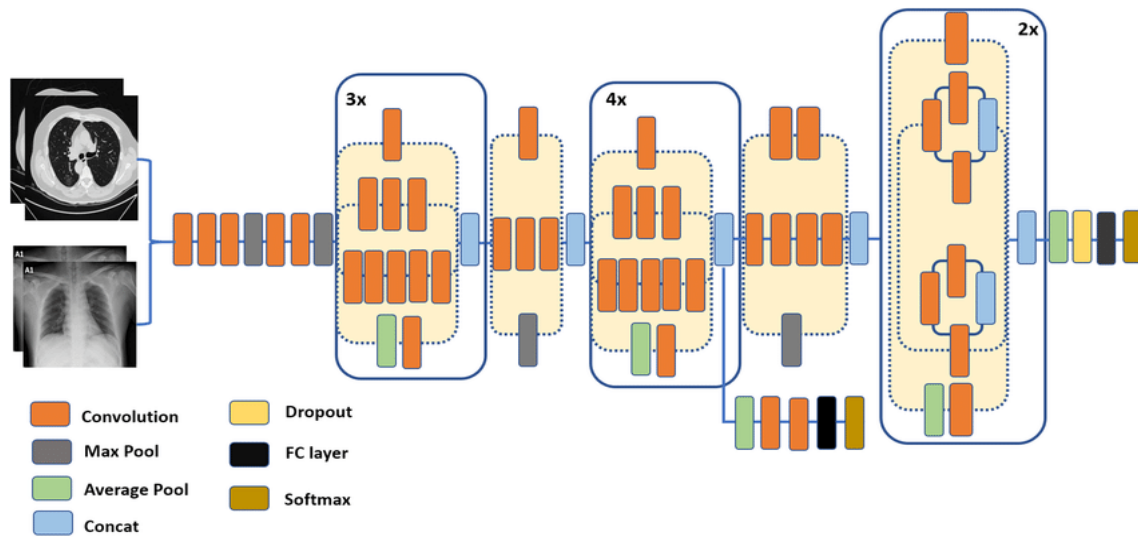 3x
4x
2x
A1
A1
Convolution
Max Pool
Average Pool
Concat
Dropout
FC layer
Softmax